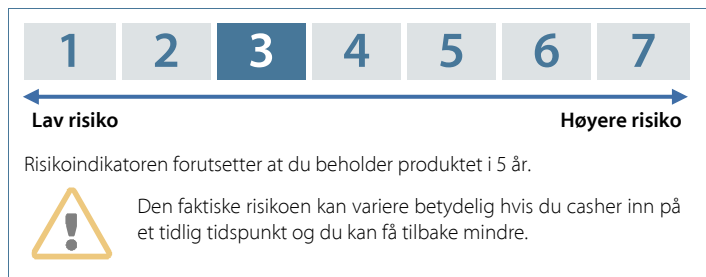 1 2 3 4 5 6 7
Lav risiko Høyere risiko
Risikoindikatoren forutsetter at du beholder produktet i 5 år.
!
Den faktiske risikoen kan variere betydelig hvis du casher inn på
et tidlig tidspunkt og du kan få tilbake mindre.